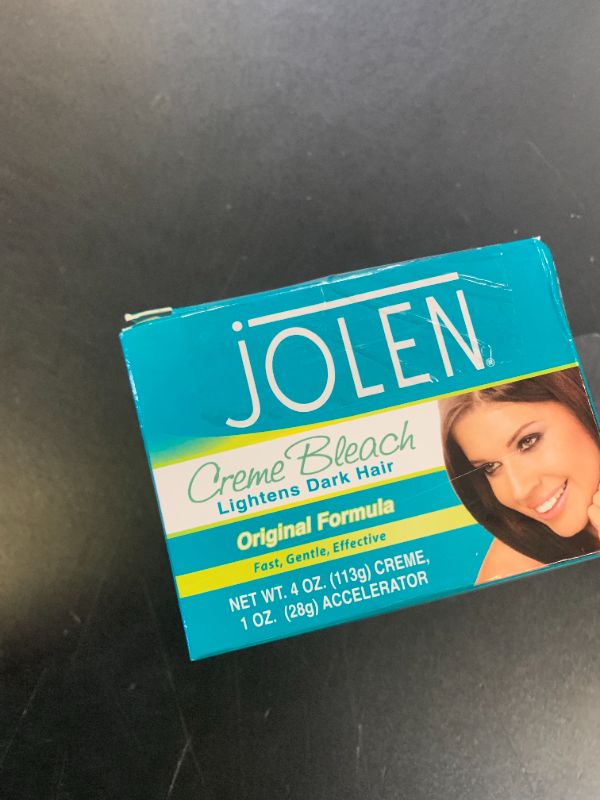 JOLEN®
Creme Bleach
Lightens Dark Hair
Original Formula
Fast, Gentle, Effective
NET WT. 4 OZ. (113g) CREME,
1 OZ. (28g) ACCELERATOR